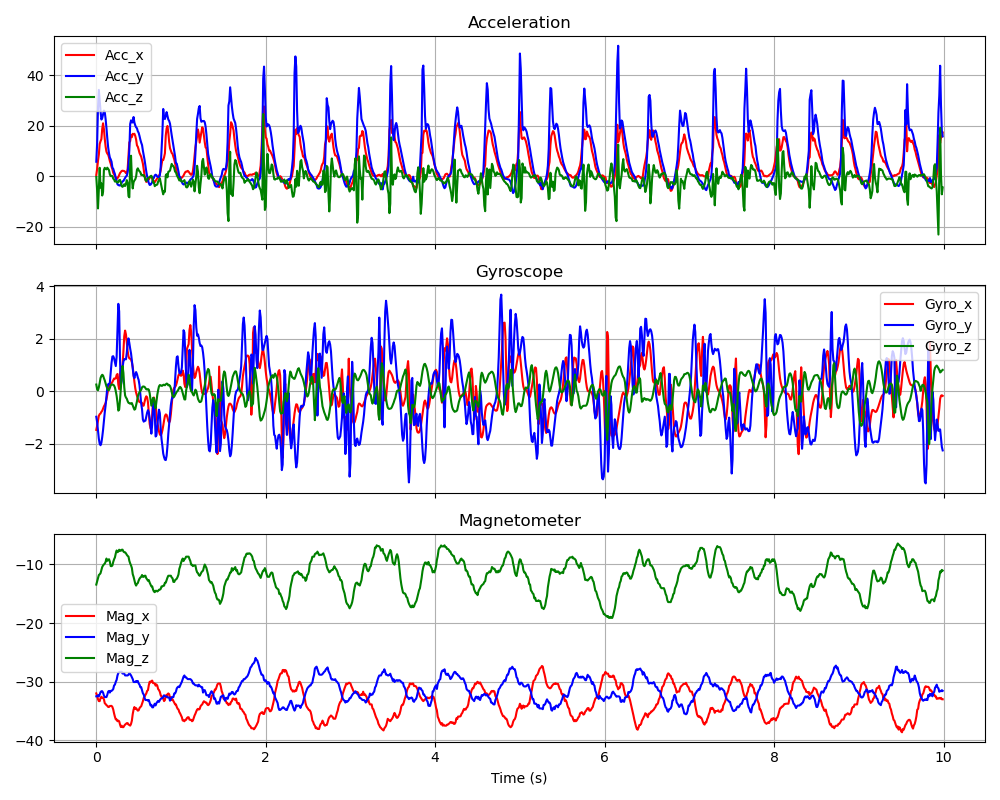 Acceleration
Acc_x
Acc_y
Acc_z
40
20
0
−20
Gyroscope
Gyro_x
Gyro_y
Gyro_z
4
2
0
−2
Magnetometer
Mag_x
Mag_y
Mag_z
−10
−20
−30
−40
0 2 4 6 8 10
Time (s)